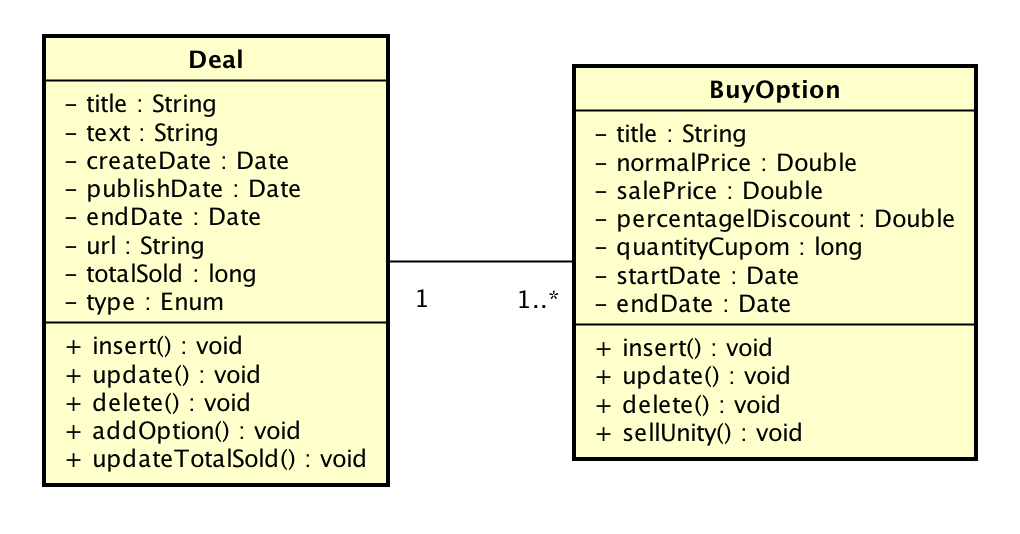 Deal
- title : String
- text : String
- createDate : Date
- publishDate : Date
- endDate : Date
- url : String
- totalSold : long
- type : Enum
+ insert() : void
+ update() : void
+ delete() : void
+ addOption() : void
+ updateTotalSold() : void
1
1..*
BuyOption
- title : String
- normalPrice : Double
- salePrice : Double
- percentagelDiscount : Double
- quantityCupom : long
- startDate : Date
- endDate : Date
+ insert() : void
+ update() : void
+ delete() : void
+ sellUnity() : void